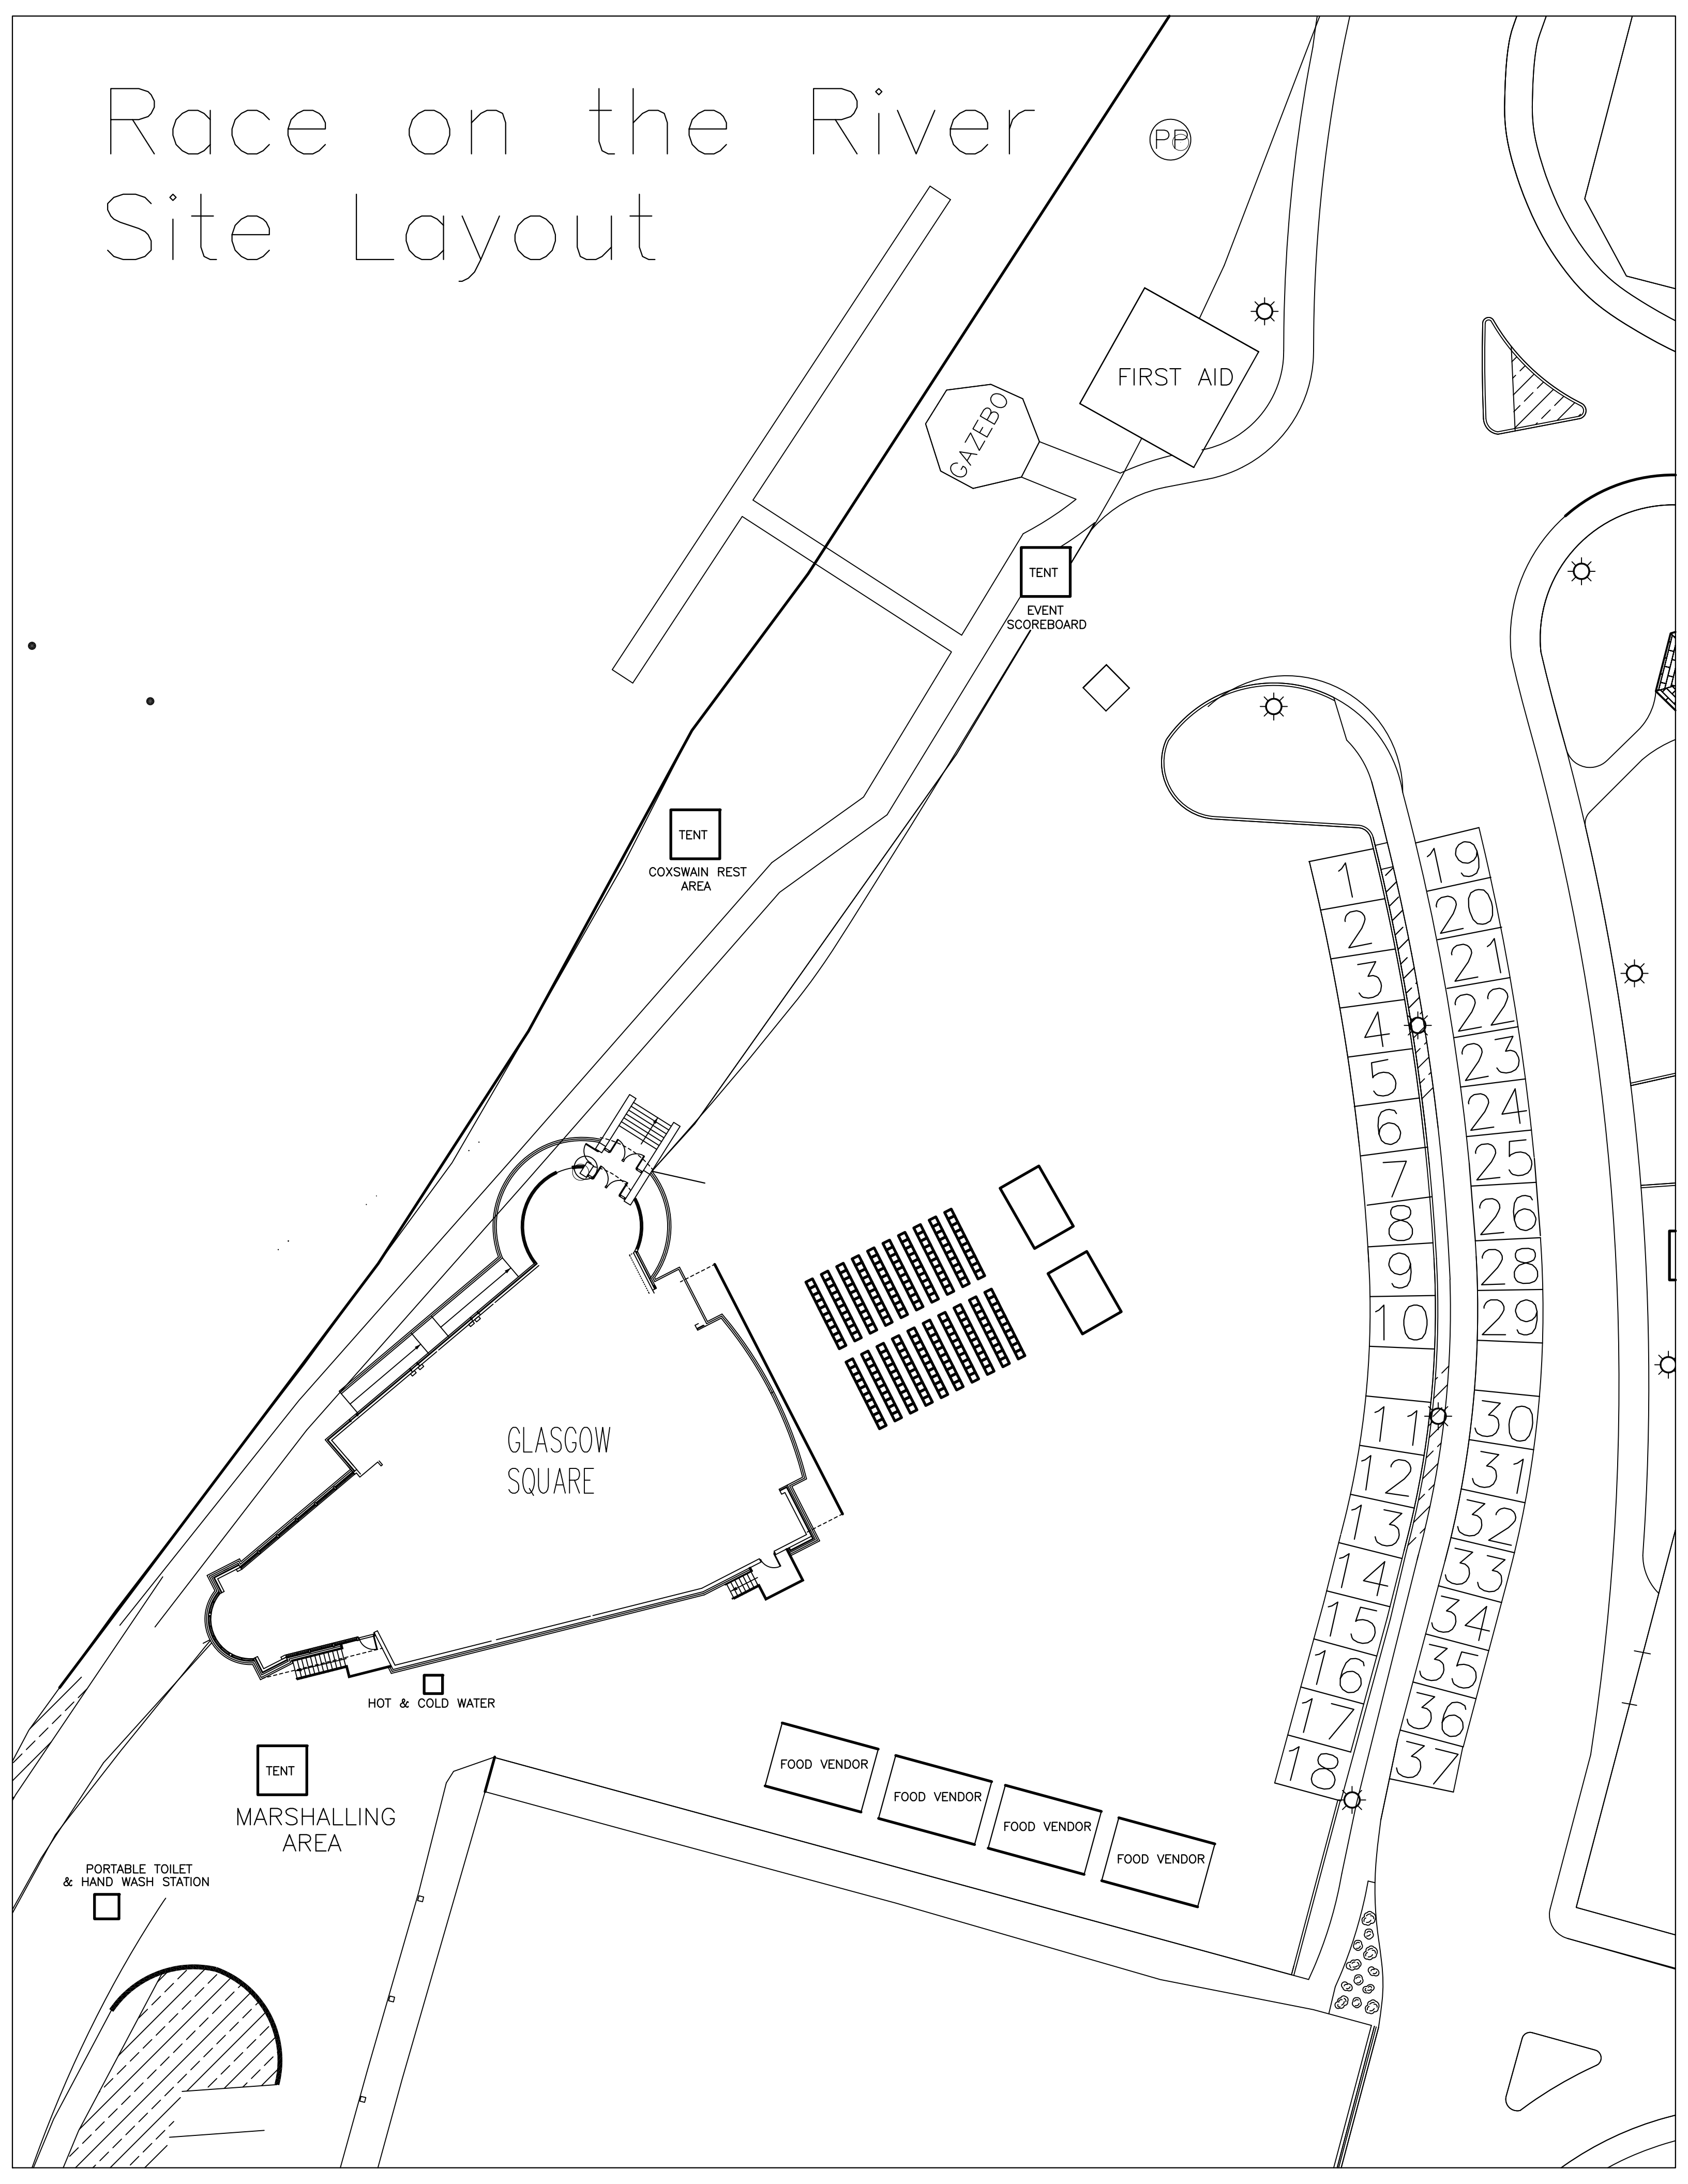 Race on the River
Site Layout
PP
FIRST AID
GAZEBO
TENT
EVENT
SCOREBOARD
TENT
COXSWAIN REST
AREA
1
2
3
4
5
6
7
8
9
10
11
12
13
14
15
16
17
18
19
20
21
22
23
24
25
26
28
29
30
31
32
33
34
35
36
37
GLASGOW
SQUARE
HOT & COLD WATER
TENT
MARSHALLING
AREA
PORTABLE TOILET
& HAND WASH STATION
FOOD VENDOR
FOOD VENDOR
FOOD VENDOR
FOOD VENDOR